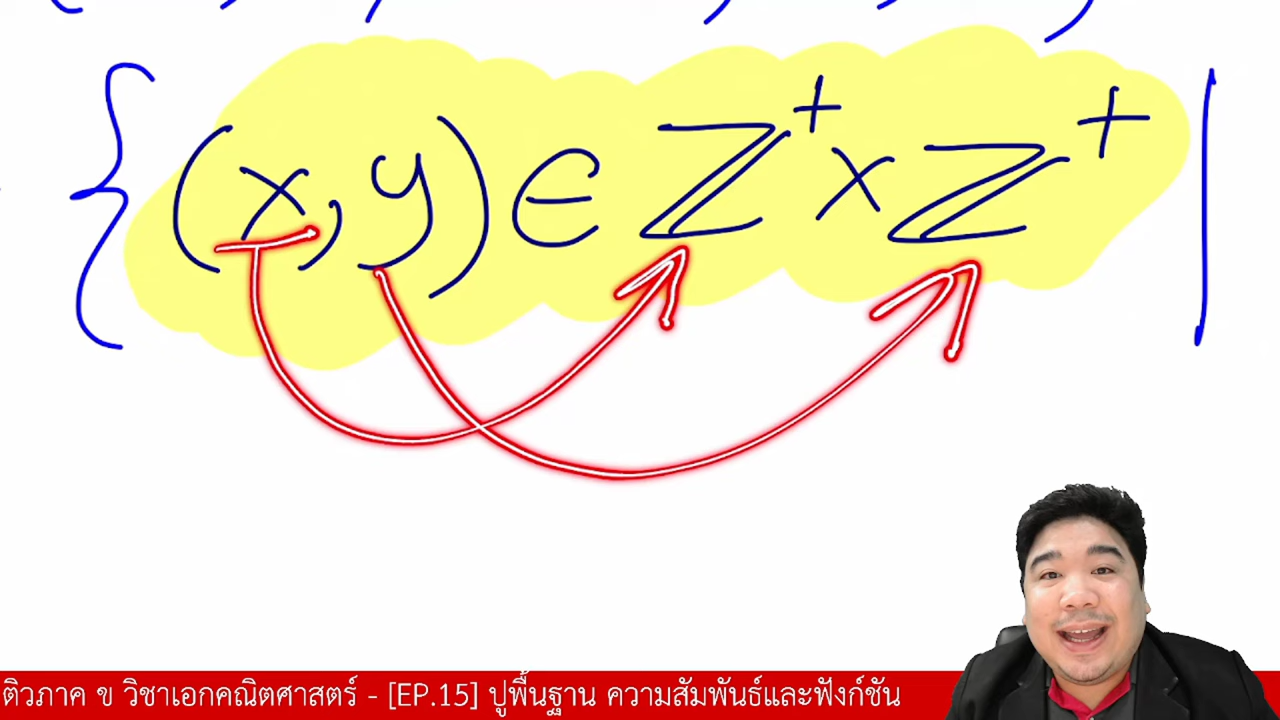 {(x, y) ∈ ℤ⁺ × ℤ⁺ |
ติวภาค ข วิชาเอกคณิตศาสตร์ - [EP.15] ปูพื้นฐาน ความสัมพันธ์และฟังก์ชัน